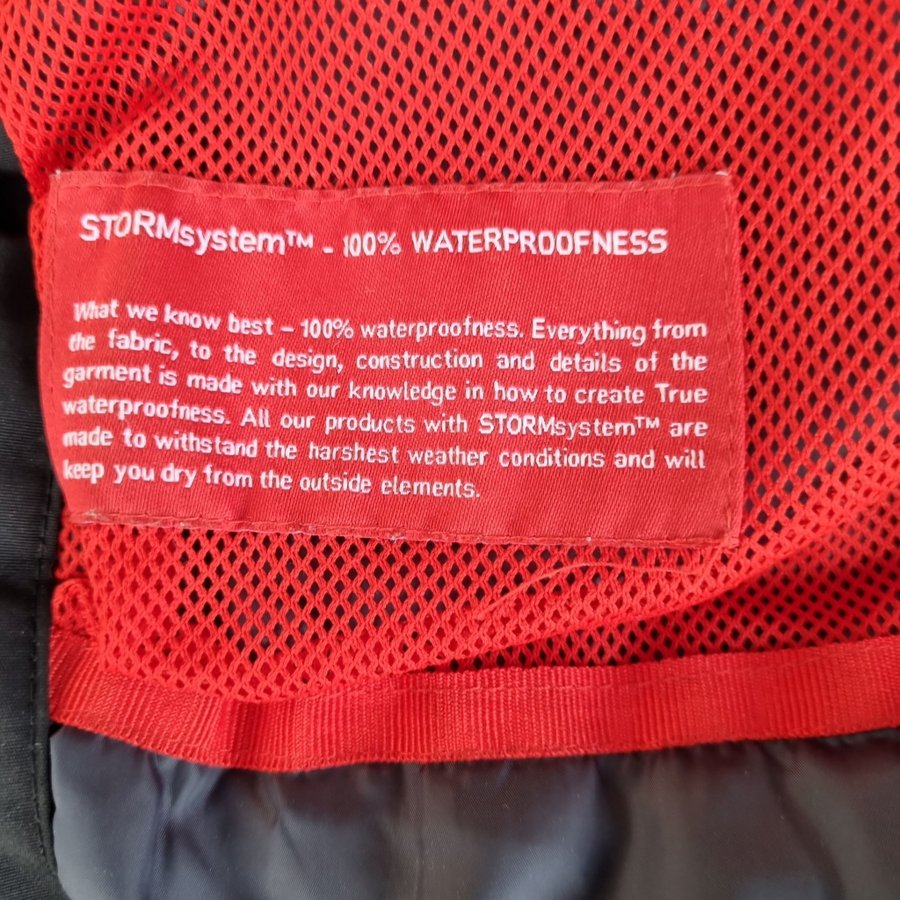 STORMsystem™ - 100% WATERPROOFNESS
What we know best - 100% waterproofness. Everything from
the fabric, to the design, construction and details of the
garment is made with our knowledge in how to create True
waterproofness. All our products with STORMsystem™ are
made to withstand the harshest weather conditions and will
keep you dry from the outside elements.